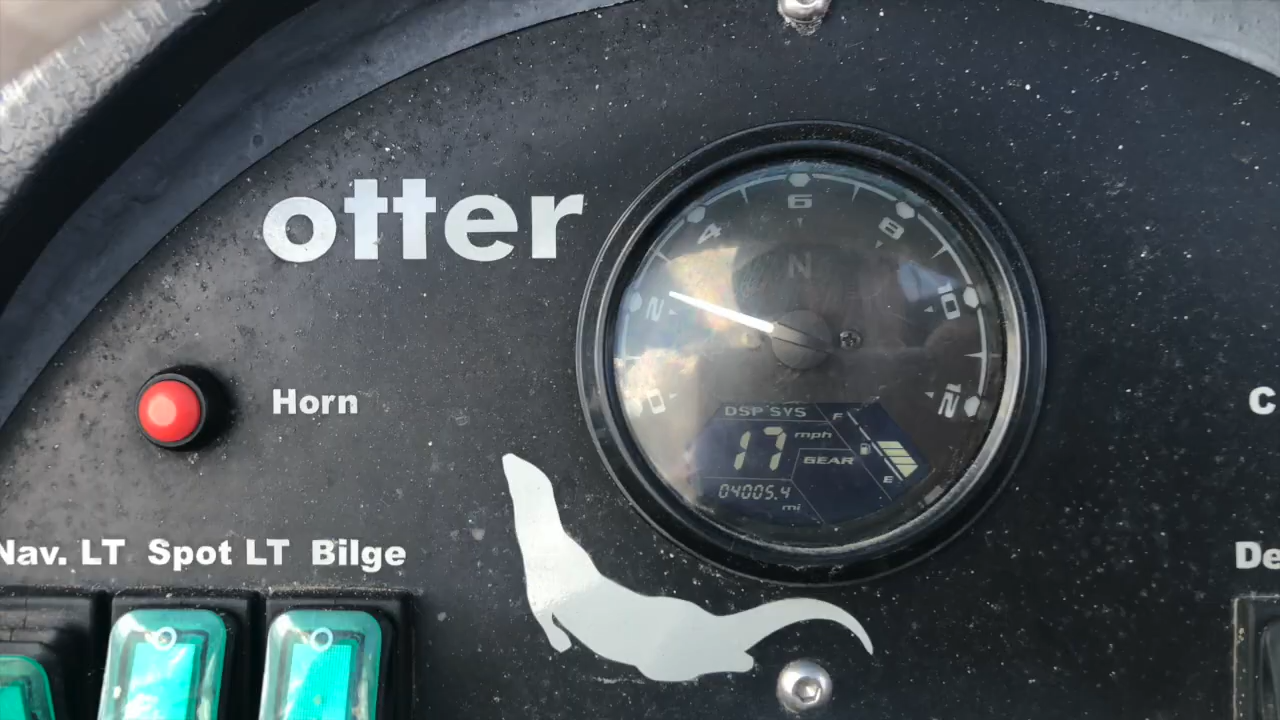 otter
Horn
Nav. LT Spot LT Bilge
0
2
4
6
8
10
12
N
DSP SYS
17 mph
GEAR
04005.4
mi
F
E
C
De